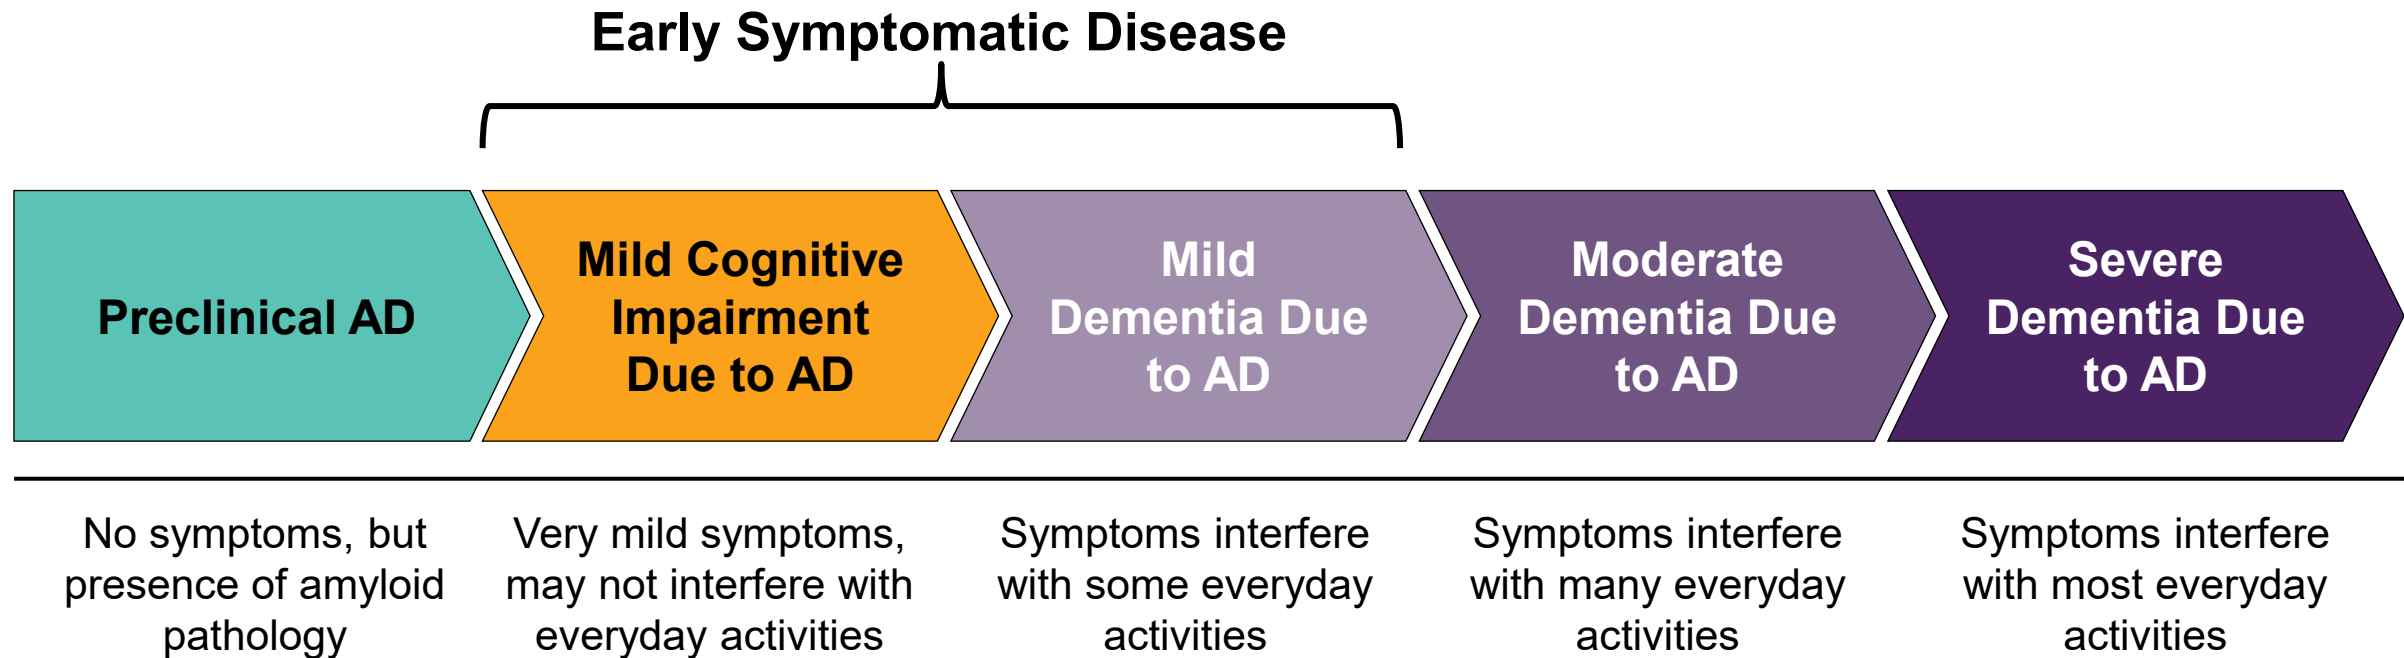 Early Symptomatic Disease
Preclinical AD
Mild Cognitive
Impairment
Due to AD
Mild
Dementia Due
to AD
Moderate
Dementia Due
to AD
Severe
Dementia Due
to AD
No symptoms, but
presence of amyloid
pathology
Very mild symptoms,
may not interfere with
everyday activities
Symptoms interfere
with some everyday
activities
Symptoms interfere
with many everyday
activities
Symptoms interfere
with most everyday
activities